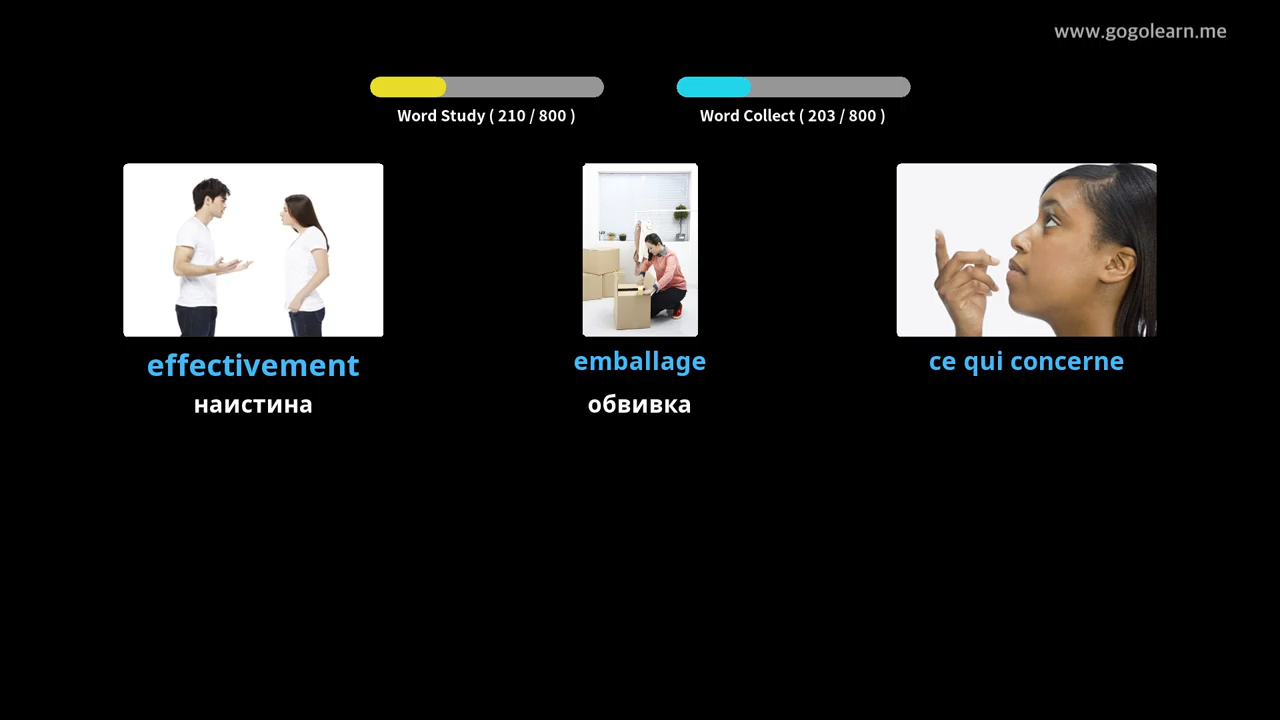 www.gogolearn.me
Word Study ( 210 / 800 )
Word Collect ( 203 / 800 )
effectivement
emballage
ce qui concerne
наистина
обвивка